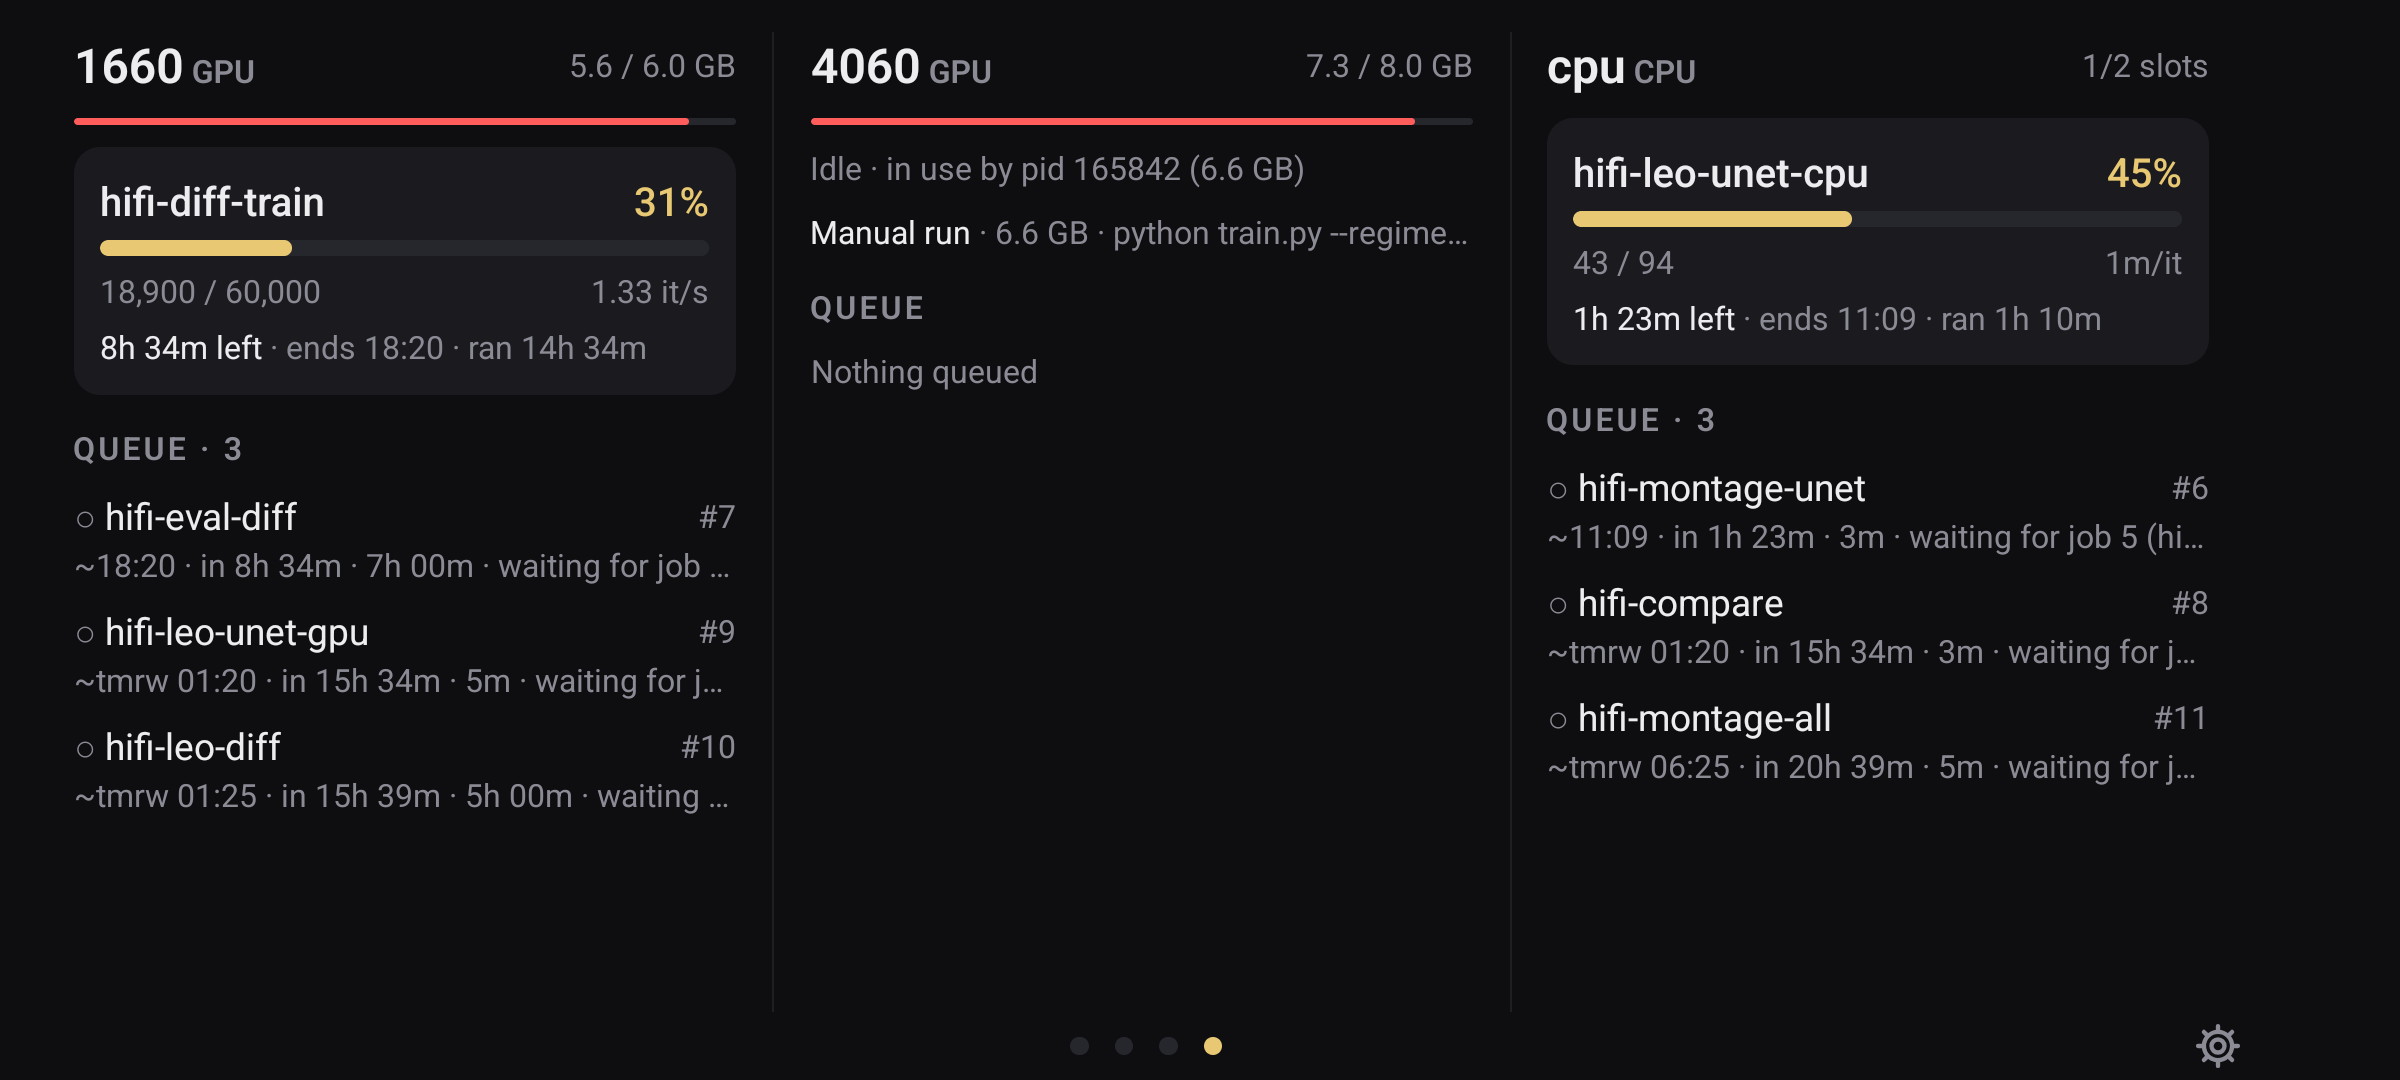 1660 GPU 5.6 / 6.0 GB
hifi-diff-train 31%
18,900 / 60,000 1.33 it/s
8h 34m left · ends 18:20 · ran 14h 34m
QUEUE · 3
○ hifi-eval-diff #7
~18:20 · in 8h 34m · 7h 00m · waiting for job …
○ hifi-leo-unet-gpu #9
~tmrw 01:20 · in 15h 34m · 5m · waiting for j…
○ hifi-leo-diff #10
~tmrw 01:25 · in 15h 39m · 5h 00m · waiting …
4060 GPU 7.3 / 8.0 GB
Idle · in use by pid 165842 (6.6 GB)
Manual run · 6.6 GB · python train.py --regime…
QUEUE
Nothing queued
cpu CPU 1/2 slots
hifi-leo-unet-cpu 45%
43 / 94 1m/it
1h 23m left · ends 11:09 · ran 1h 10m
QUEUE · 3
○ hifi-montage-unet #6
~11:09 · in 1h 23m · 3m · waiting for job 5 (hi…
○ hifi-compare #8
~tmrw 01:20 · in 15h 34m · 3m · waiting for j…
○ hifi-montage-all #11
~tmrw 06:25 · in 20h 39m · 5m · waiting for j…